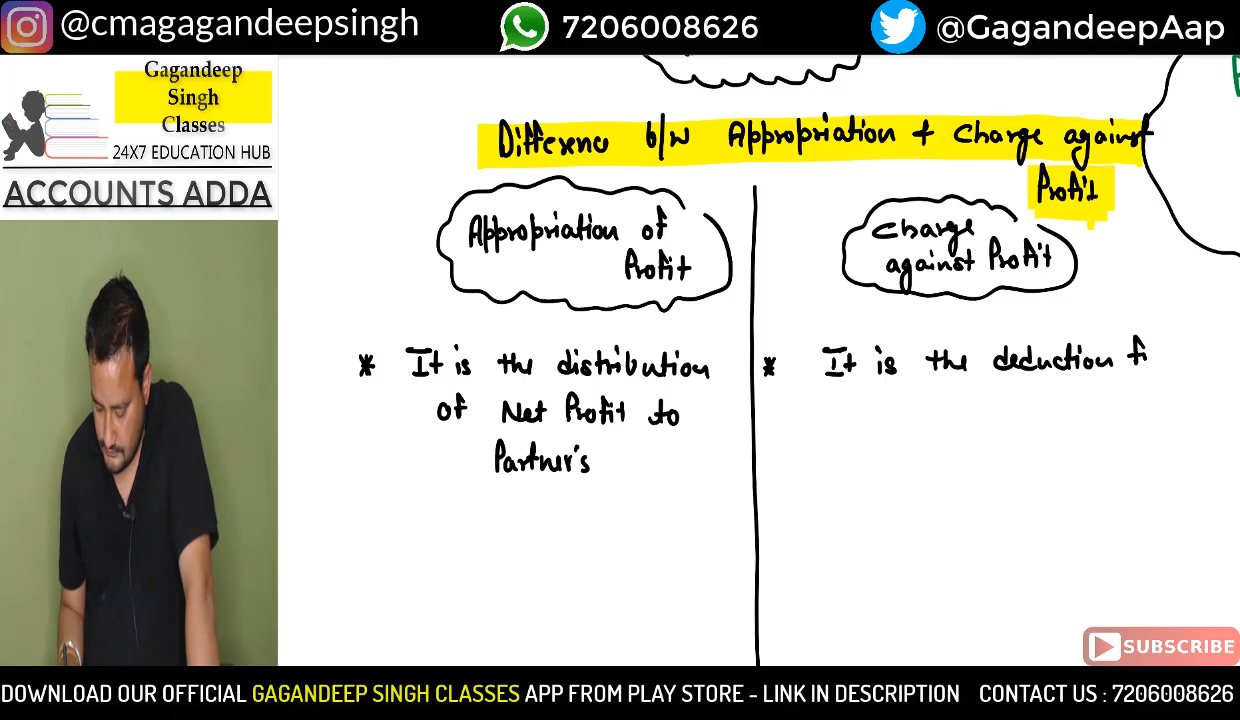 @cmagagandeepsingh
7206008626
@GagandeepAap
Gagandeep
Singh
Classes
24X7 EDUCATION HUB
ACCOUNTS ADDA
Difference b/w Appropriation + Charge against
Profit
Appropriation of
Profit
Charge
against Profit
* It is the distribution
of Net Profit to
Partner's
* It is the deduction
SUBSCRIBE
DOWNLOAD OUR OFFICIAL GAGANDEEP SINGH CLASSES APP FROM PLAY STORE - LINK IN DESCRIPTION CONTACT US : 7206008626